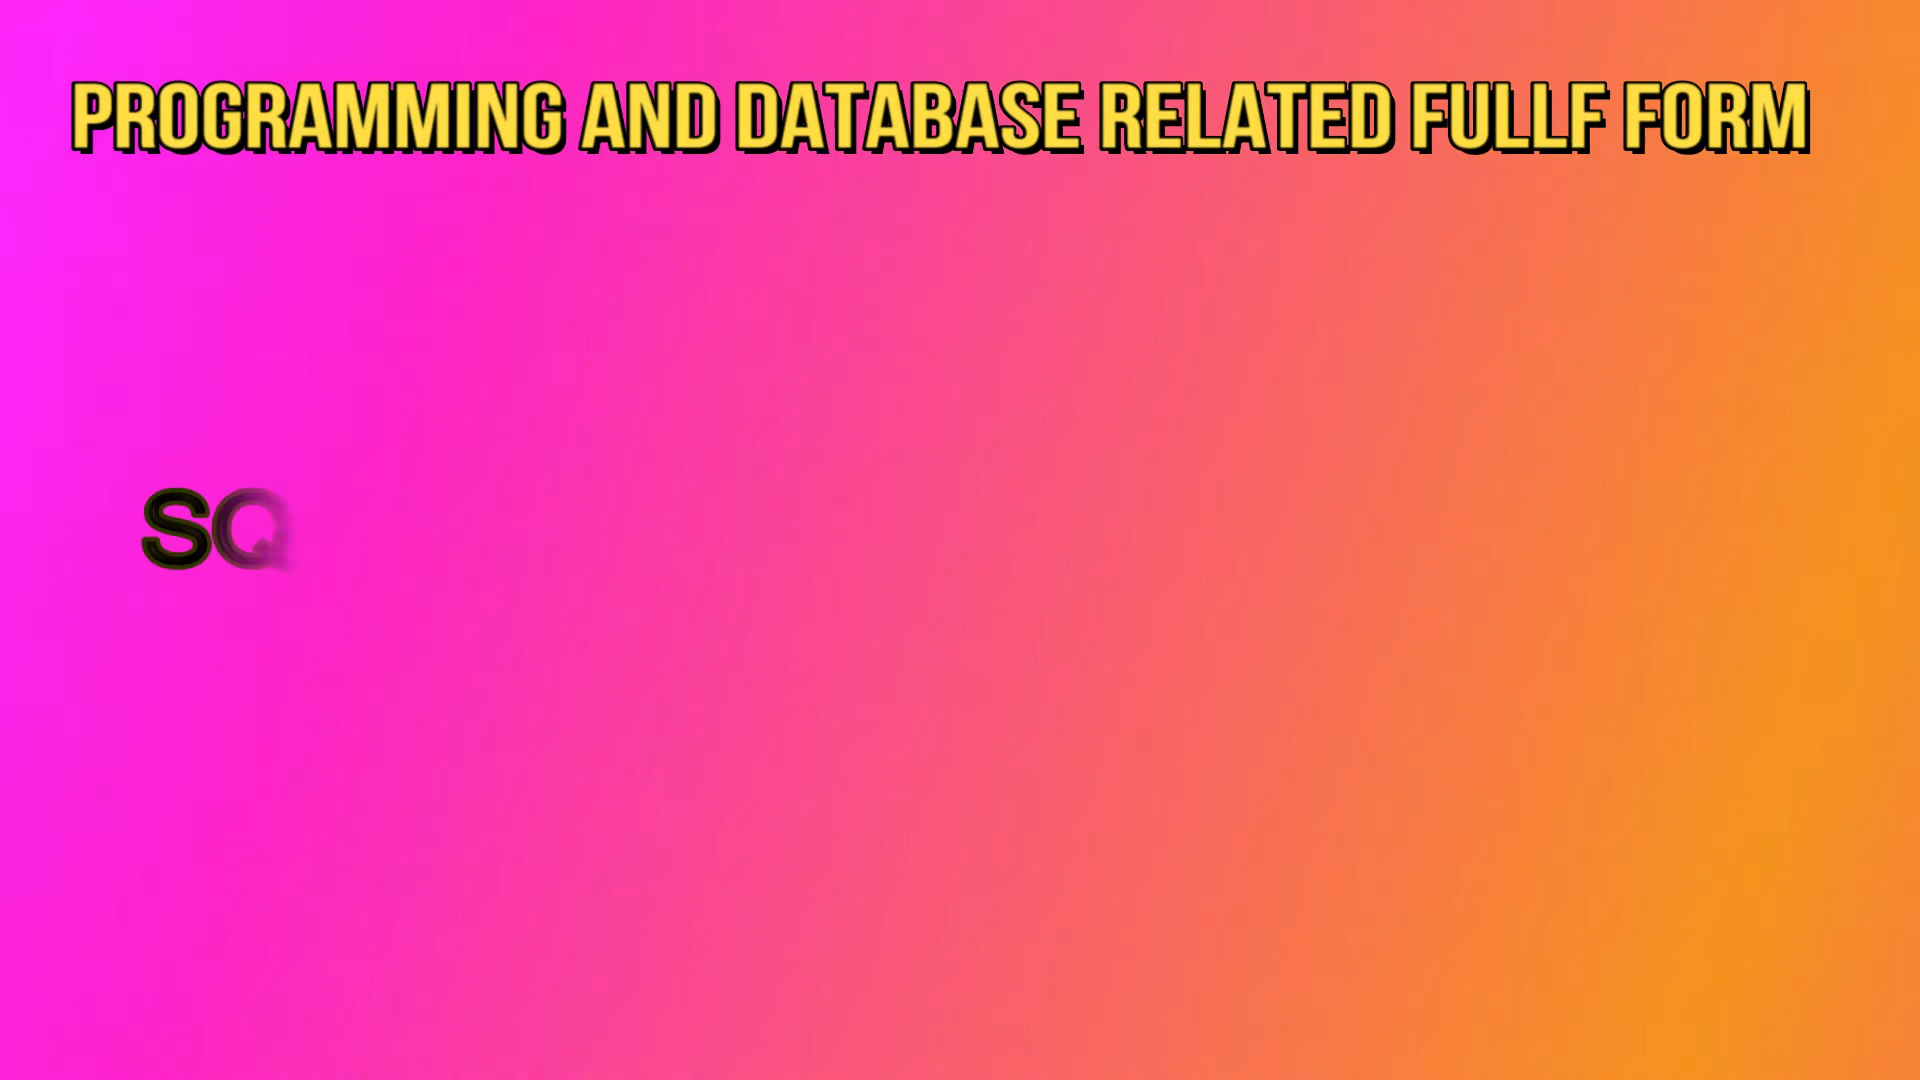 PROGRAMMING AND DATABASE RELATED FULLF FORM
SQ